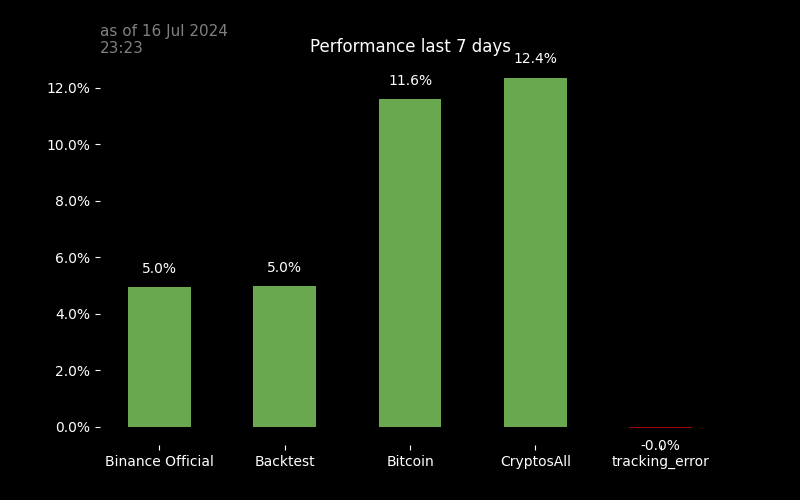 as of 16 Jul 2024
23:23
Performance last 7 days
12.4%
12.0%
11.6%
10.0%
8.0%
6.0%
5.0%
5.0%
4.0%
2.0%
0.0%
-0.0%
Binance Official
Backtest
Bitcoin
CryptosAll
tracking_error